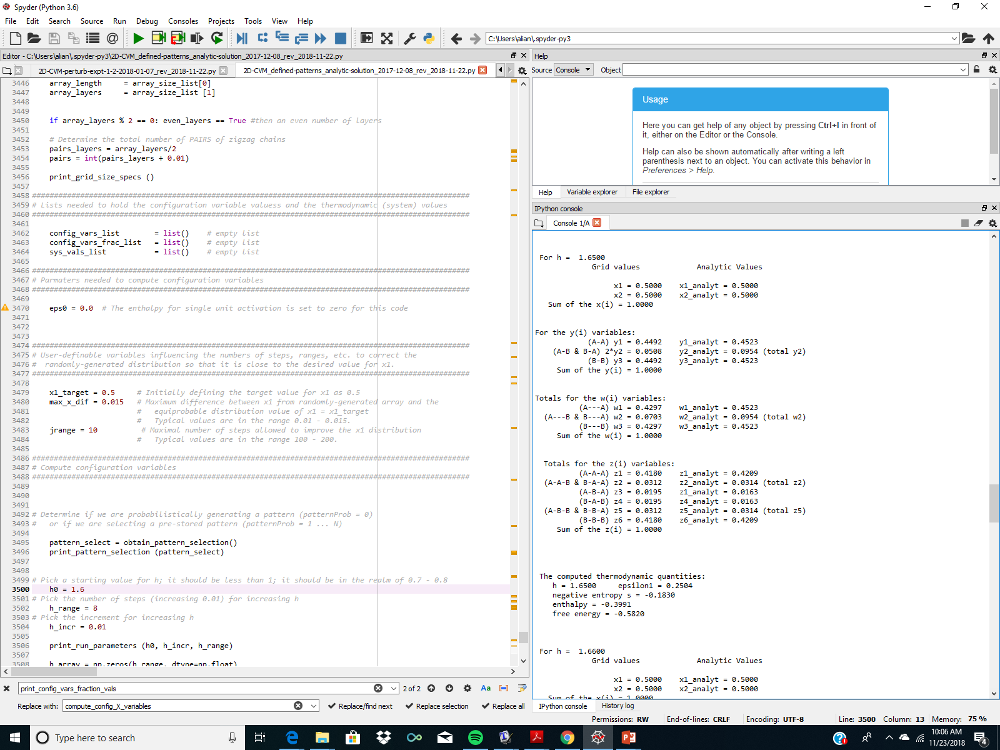 Spyder (Python 3.6)
File Edit Search Source Run Debug Consoles Projects Tools View Help
C:\Users\alian\.spyder-py3
Editor - C:\Users\alian\.spyder-py3\2D-CVM_defined-patterns_analytic-solution_2017-12-08_rev_2018-11-22.py
2D-CVM-perturb-expt-1-2-2018-01-07_rev_2018-11-22.py 2D-CVM_defined-patterns_analytic-solution_2017-12-08_rev_2018-11-22.py
3446 array_length = array_size_list[0]
3447 array_layers = array_size_list [1]
3448
3449
3450 if array_layers % 2 == 0: even_layers == True #then an even number of layers
3451
3452 # Determine the total number of PAIRS of zigzag chains
3453 pairs_layers = array_layers/2
3454 pairs = int(pairs_layers + 0.01)
3455
3456 print_grid_size_specs ()
3457
3458 ####################################################################################################
3459 # Lists needed to hold the configuration variable valuess and the thermodynamic (system) values
3460 ####################################################################################################
3461
3462 config_vars_list = list() # empty list
3463 config_vars_frac_list = list() # empty list
3464 sys_vals_list = list() # empty list
3465
3466 ####################################################################################################
3467 # Parmaters needed to compute configuration variables
3468 ####################################################################################################
3469
3470 eps0 = 0.0 # The enthalpy for single unit activation is set to zero for this code
3471
3472
3473
3474 ####################################################################################################
3475 # User-definable variables influencing the numbers of steps, ranges, etc. to correct the
3476 # randomly-generated distribution so that it is close to the desired value for x1.
3477 ####################################################################################################
3478
3479 x1_target = 0.5 # Initially defining the target value for x1 as 0.5
3480 max_x_dif = 0.015 # Maximum difference between x1 from randomly-generated array and the
3481 # equiprobable distribution value of x1 = x1_target
3482 # Typical values are in the range 0.01 - 0.015.
3483 jrange = 10 # Maximal number of steps allowed to improve the x1 distribution
3484 # Typical values are in the range 100 - 200.
3485
3486 ####################################################################################################
3487 # Compute configuration variables
3488 ####################################################################################################
3489
3490
3491
3492 # Determine if we are probabilistically generating a pattern (patternProb = 0)
3493 # or if we are selecting a pre-stored pattern (patternProb = 1 ... N)
3494
3495 pattern_select = obtain_pattern_selection()
3496 print_pattern_selection (pattern_select)
3497
3498
3499 # Pick a starting value for h; it should be less than 1; it should be in the realm of 0.7 - 0.8
3500 h0 = 1.6
3501 # Pick the number of steps (increasing 0.01) for increasing h
3502 h_range = 8
3503 # Pick the increment for increasing h
3504 h_incr = 0.01
3505
3506 print_run_parameters (h0, h_incr, h_range)
3507
3508 h_array = np.zeros(h_range, dtype=np.float)
print_config_vars_fraction_vals 2 of 2 Aa
Replace with: compute_config_X_variables Replace/find next Replace selection Replace all
Help
Source Console Object
Usage
Here you can get help of any object by pressing Ctrl+I in front of
it, either on the Editor or the Console.
Help can also be shown automatically after writing a left
parenthesis next to an object. You can activate this behavior in
Preferences > Help.
Help Variable explorer File explorer
IPython console
Console 1/A
For h = 1.6500
Grid values Analytic Values
x1 = 0.5000 x1_analyt = 0.5000
x2 = 0.5000 x2_analyt = 0.5000
Sum of the x(i) = 1.0000
For the y(i) variables:
(A-A) y1 = 0.4492 y1_analyt = 0.4523
(A-B & B-A) 2*y2 = 0.0508 y2_analyt = 0.0954 (total y2)
(B-B) y3 = 0.4492 y3_analyt = 0.4523
Sum of the y(i) = 1.0000
Totals for the w(i) variables:
(A---A) w1 = 0.4297 w1_analyt = 0.4523
(A---B & B---A) w2 = 0.0703 w2_analyt = 0.0954 (total w2)
(B---B) w3 = 0.4297 w3_analyt = 0.4523
Sum of the w(i) = 1.0000
Totals for the z(i) variables:
(A-A-A) z1 = 0.4180 z1_analyt = 0.4209
(A-A-B & B-A-A) z2 = 0.0312 z2_analyt = 0.0314 (total z2)
(A-B-A) z3 = 0.0195 z1_analyt = 0.0163
(B-A-B) z4 = 0.0195 z4_analyt = 0.0163
(A-B-B & B-B-A) z5 = 0.0312 z5_analyt = 0.0314 (total z5)
(B-B-B) z6 = 0.4180 z6_analyt = 0.4209
Sum of the z(i) = 1.0000
The computed thermodynamic quantities:
h = 1.6500 epsilon1 = 0.2504
negative entropy s = -0.1830
enthalpy = -0.3991
free energy = -0.5820
For h = 1.6600
Grid values Analytic Values
x1 = 0.5000 x1_analyt = 0.5000
x2 = 0.5000 x2_analyt = 0.5000
Sum of the x(i) = 1.0000
IPython console History log
Permissions: RW End-of-lines: CRLF Encoding: UTF-8 Line: 3500 Column: 13 Memory: 75 %
Type here to search
10:06 AM
11/23/2018
4